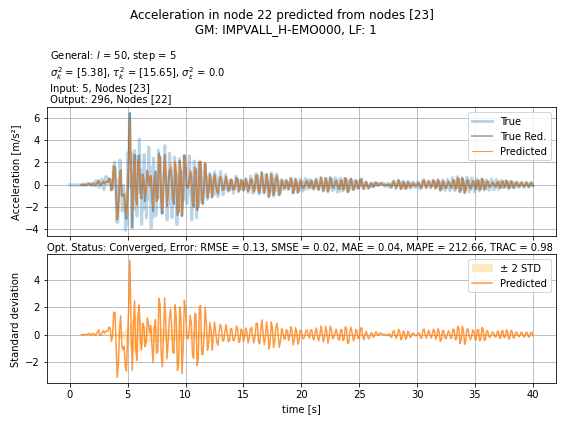 Acceleration in node 22 predicted from nodes [23]
GM: IMPVALL_H-EMO000, LF: 1
General: l = 50, step = 5
σ²ₖ = [5.38], τ²ₖ = [15.65], σ²ε = 0.0
Input: 5, Nodes [23]
Output: 296, Nodes [22]
Acceleration [m/s²]
6
4
2
0
−2
−4
True
True Red.
Predicted
Opt. Status: Converged, Error: RMSE = 0.13, SMSE = 0.02, MAE = 0.04, MAPE = 212.66, TRAC = 0.98
Standard deviation
4
2
0
−2
± 2 STD
Predicted
0
5
10
15
20
25
30
35
40
time [s]